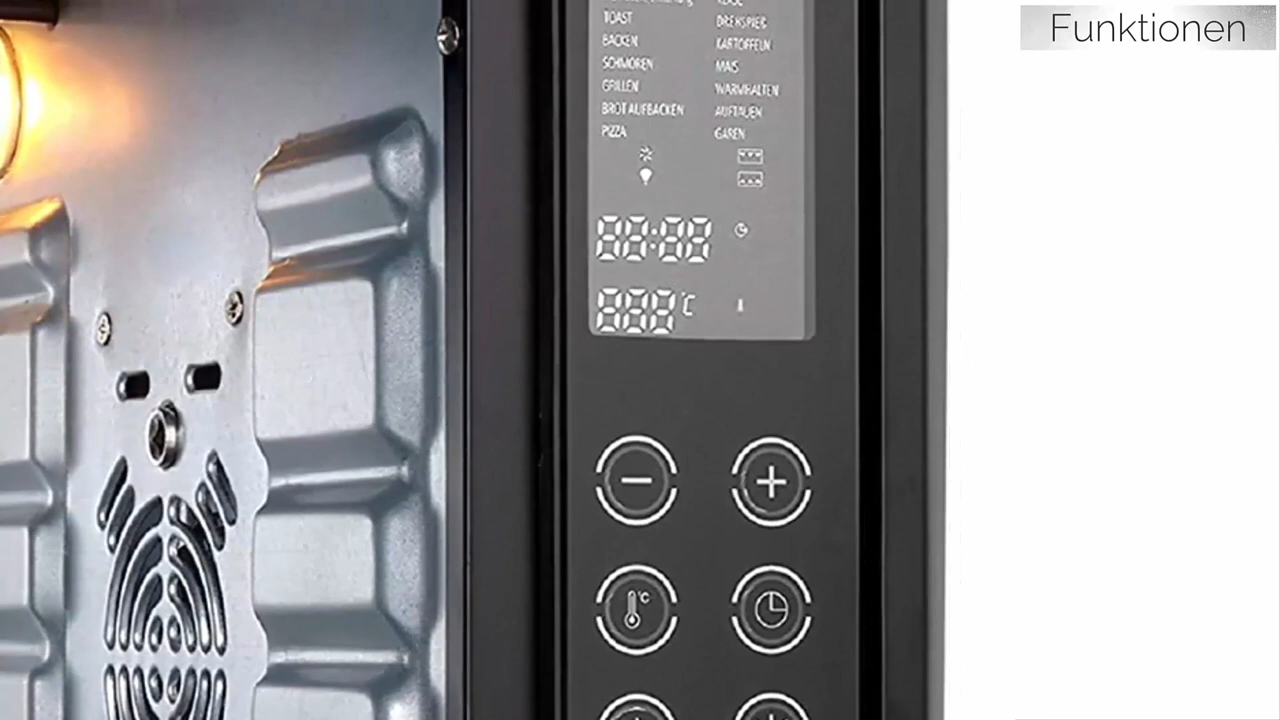 Funktionen
TOAST DREHSPIEß
BACKEN KARTOFFELN
SCHMOREN MAIS
GRILLEN WARMHALTEN
BROT AUFBACKEN AUFTAUEN
PIZZA GAREN
88:88
888 °C
°C